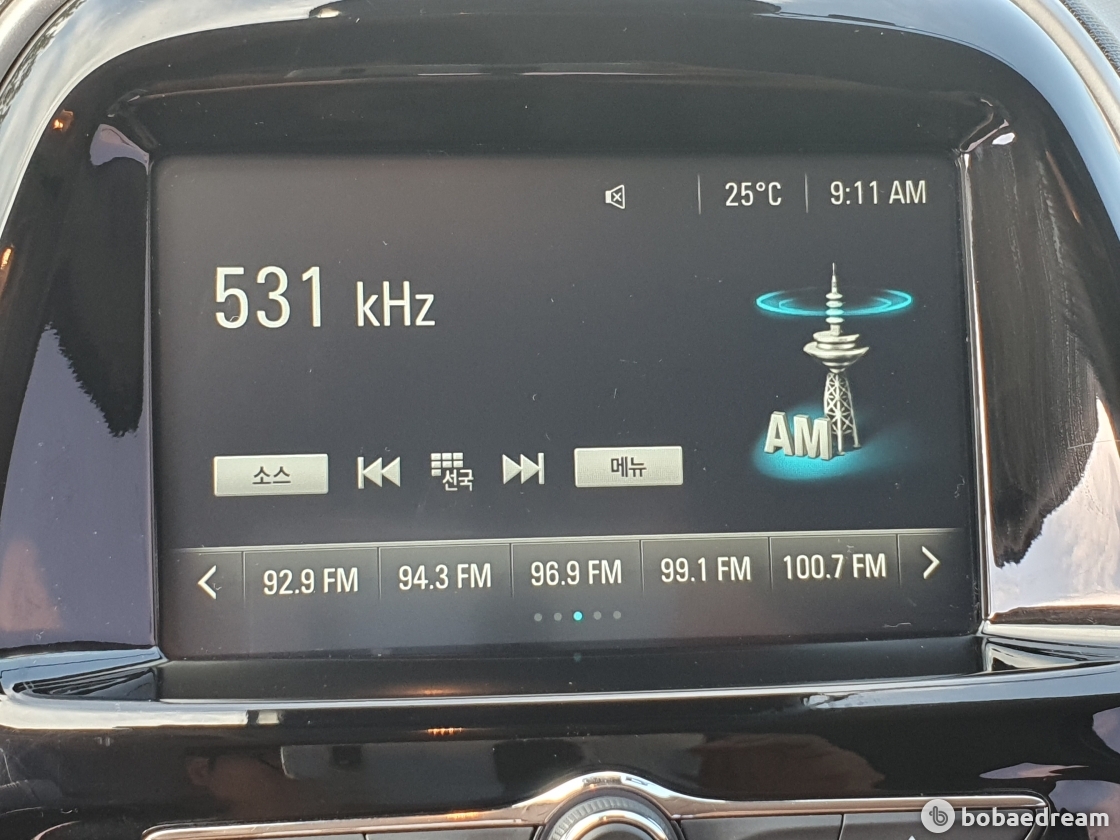 25°C 9:11 AM
531 kHz
AM
소스 선국 메뉴
92.9 FM 94.3 FM 96.9 FM 99.1 FM 100.7 FM
bobaedream